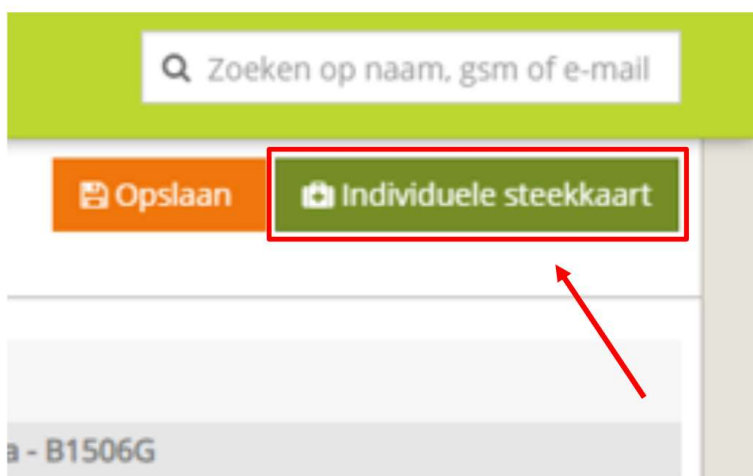 Zoeken op naam, gsm of e-mail
Opslaan
Individuele steekkaart
a - B1506G